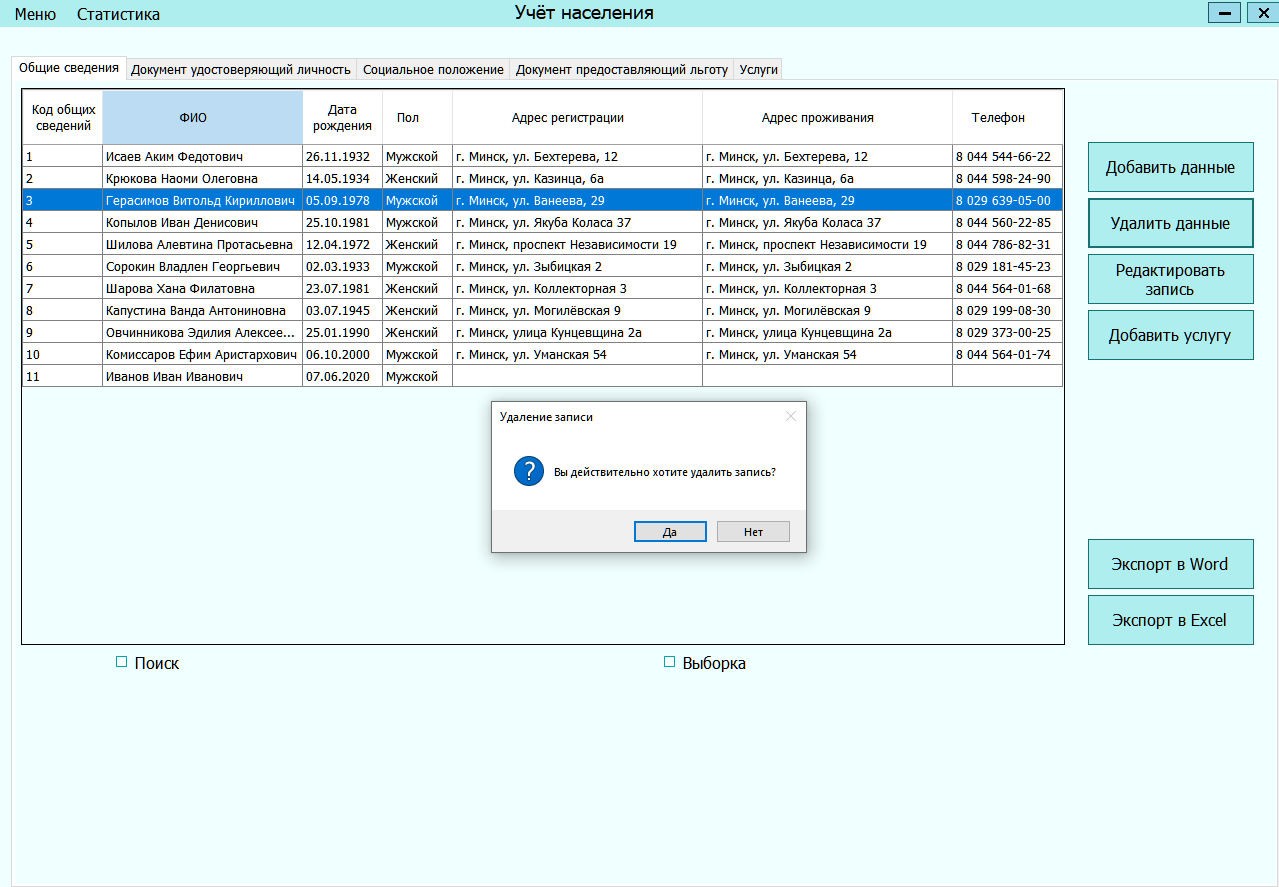 Меню Статистика Учёт населения
Общие сведения Документ удостоверяющий личность Социальное положение Документ предоставляющий льготу Услуги
Код общих сведений ФИО Дата рождения Пол Адрес регистрации Адрес проживания Телефон
1 Исаев Аким Федотович 26.11.1932 Мужской г. Минск, ул. Бехтерева, 12 г. Минск, ул. Бехтерева, 12 8 044 544-66-22
2 Крюкова Наоми Олеговна 14.05.1934 Женский г. Минск, ул. Казинца, 6а г. Минск, ул. Казинца, 6а 8 044 598-24-90
3 Герасимов Витольд Кириллович 05.09.1978 Мужской г. Минск, ул. Ванеева, 29 г. Минск, ул. Ванеева, 29 8 029 639-05-00
4 Копылов Иван Денисович 25.10.1981 Мужской г. Минск, ул. Якуба Коласа 37 г. Минск, ул. Якуба Коласа 37 8 044 560-22-85
5 Шилова Алевтина Протасьевна 12.04.1972 Женский г. Минск, проспект Независимости 19 г. Минск, проспект Независимости 19 8 044 786-82-31
6 Сорокин Владлен Георгьевич 02.03.1933 Мужской г. Минск, ул. Зыбицкая 2 г. Минск, ул. Зыбицкая 2 8 029 181-45-23
7 Шарова Хана Филатовна 23.07.1981 Женский г. Минск, ул. Коллекторная 3 г. Минск, ул. Коллекторная 3 8 044 564-01-68
8 Капустина Ванда Антониновна 03.07.1945 Женский г. Минск, ул. Могилёвская 9 г. Минск, ул. Могилёвская 9 8 029 199-08-30
9 Овчинникова Эдилия Алексее... 25.01.1990 Женский г. Минск, улица Кунцевщина 2а г. Минск, улица Кунцевщина 2а 8 029 373-00-25
10 Комиссаров Ефим Аристархович 06.10.2000 Мужской г. Минск, ул. Уманская 54 г. Минск, ул. Уманская 54 8 044 564-01-74
11 Иванов Иван Иванович 07.06.2020 Мужской
Добавить данные
Удалить данные
Редактировать
запись
Добавить услугу
Удаление записи
? Вы действительно хотите удалить запись?
Да Нет
Экспорт в Word
Экспорт в Excel
Поиск Выборка